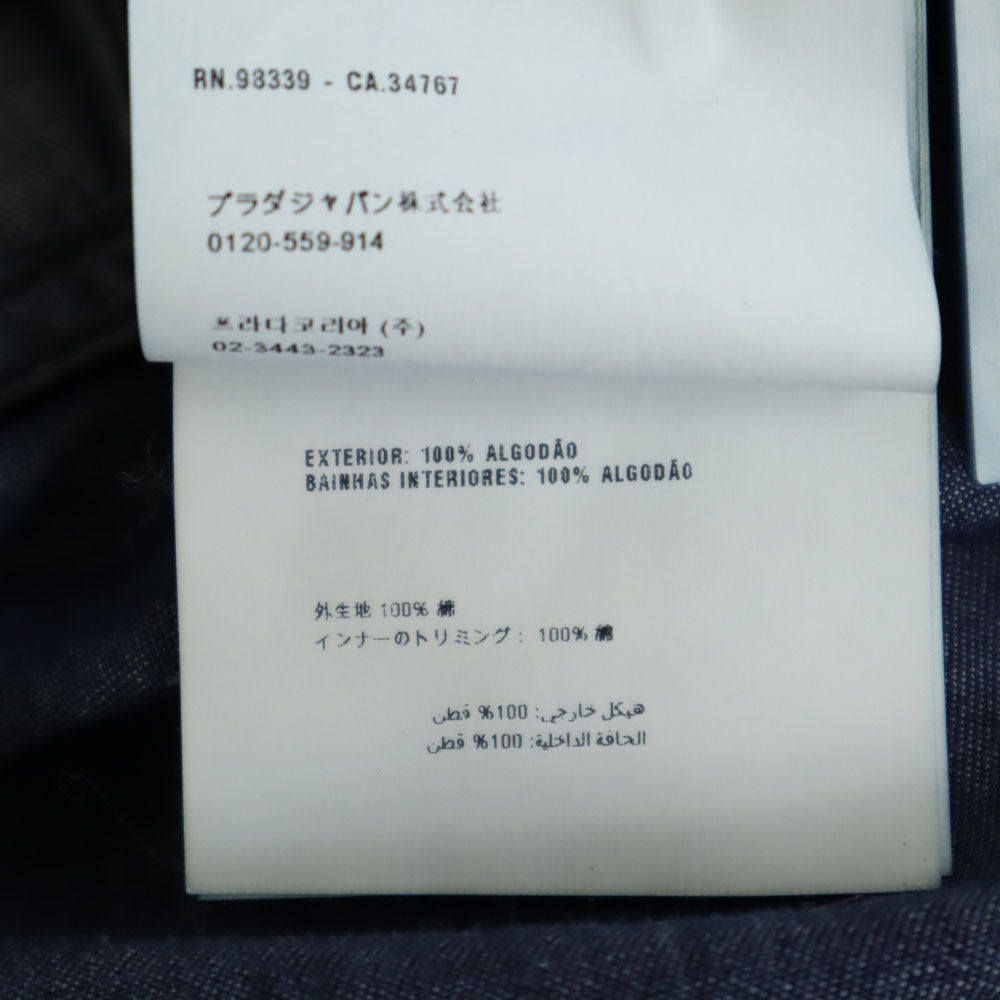 RN.98339 - CA.34767
プラダジャパン株式会社
0120-559-914
프라다코리아 (주)
02-3443-2323
EXTERIOR: 100% ALGODÃO
BAINHAS INTERIORES: 100% ALGODÃO
外生地 100% 綿
インナーのトリミング: 100% 綿
هيكل خارجي: 100% قطن
الحافة الداخلية: 100% قطن